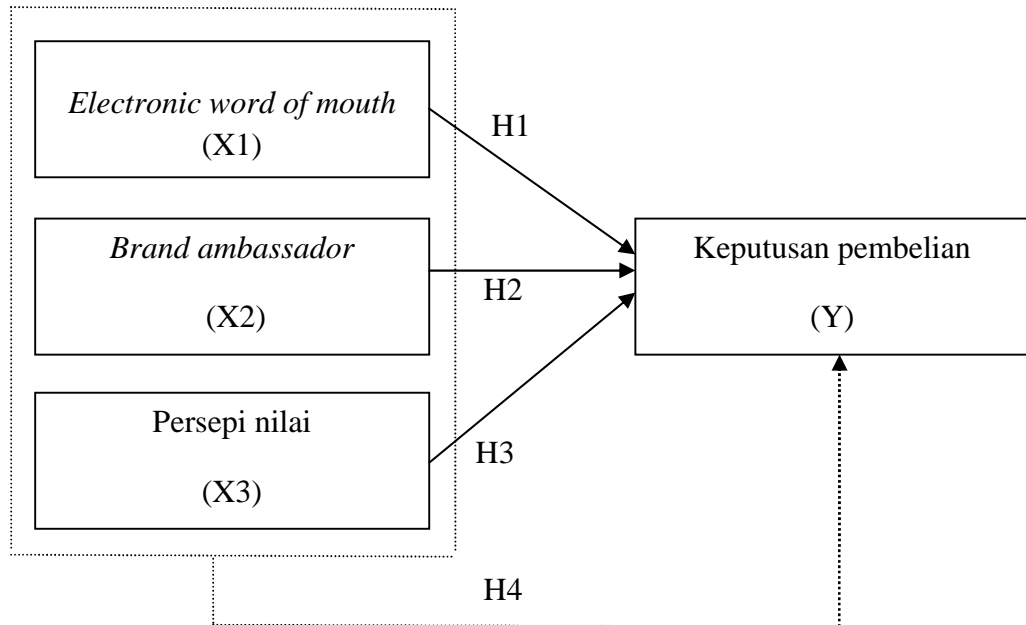 Electronic word of mouth
(X1)
H1
Brand ambassador
(X2)
H2
Keputusan pembelian
(Y)
Persepi nilai
(X3)
H3
H4